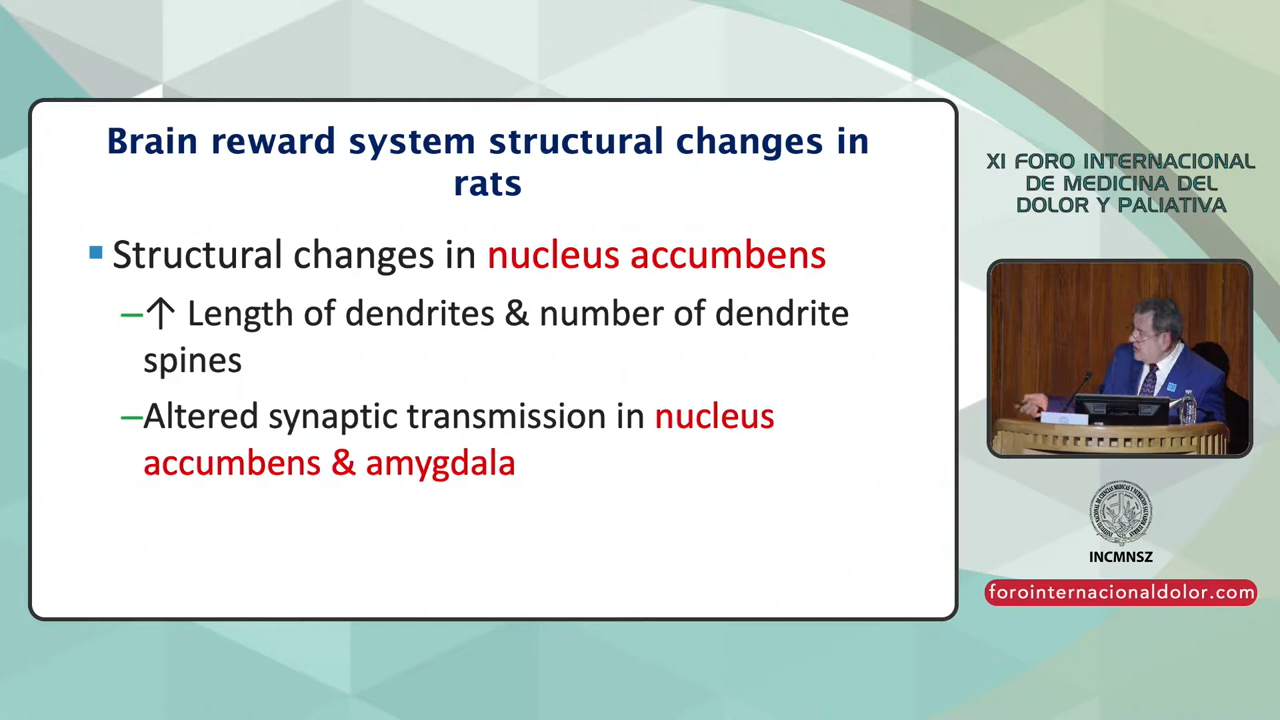 Brain reward system structural changes in
rats
▪ Structural changes in nucleus accumbens
–↑ Length of dendrites & number of dendrite
spines
–Altered synaptic transmission in nucleus
accumbens & amygdala
XI FORO INTERNACIONAL
DE MEDICINA DEL
DOLOR Y PALIATIVA
INCMNSZ
forointernacionaldolor.com